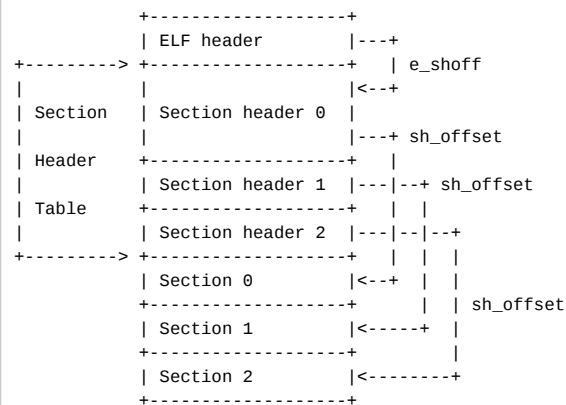 +-------------------+
| ELF header        |---+
+---------> +-------------------+   | e_shoff
|           |                   |<--+
| Section   | Section header 0  |
|           |                   |---+ sh_offset
| Header    +-------------------+   |
|           | Section header 1  |---|--+ sh_offset
| Table     +-------------------+   |  |
|           | Section header 2  |---|--|--+
+---------> +-------------------+   |  |  |
| Section 0         |<--+  |  |
+-------------------+      |  | sh_offset
| Section 1         |<-----+  |
+-------------------+         |
| Section 2         |<--------+
+-------------------+